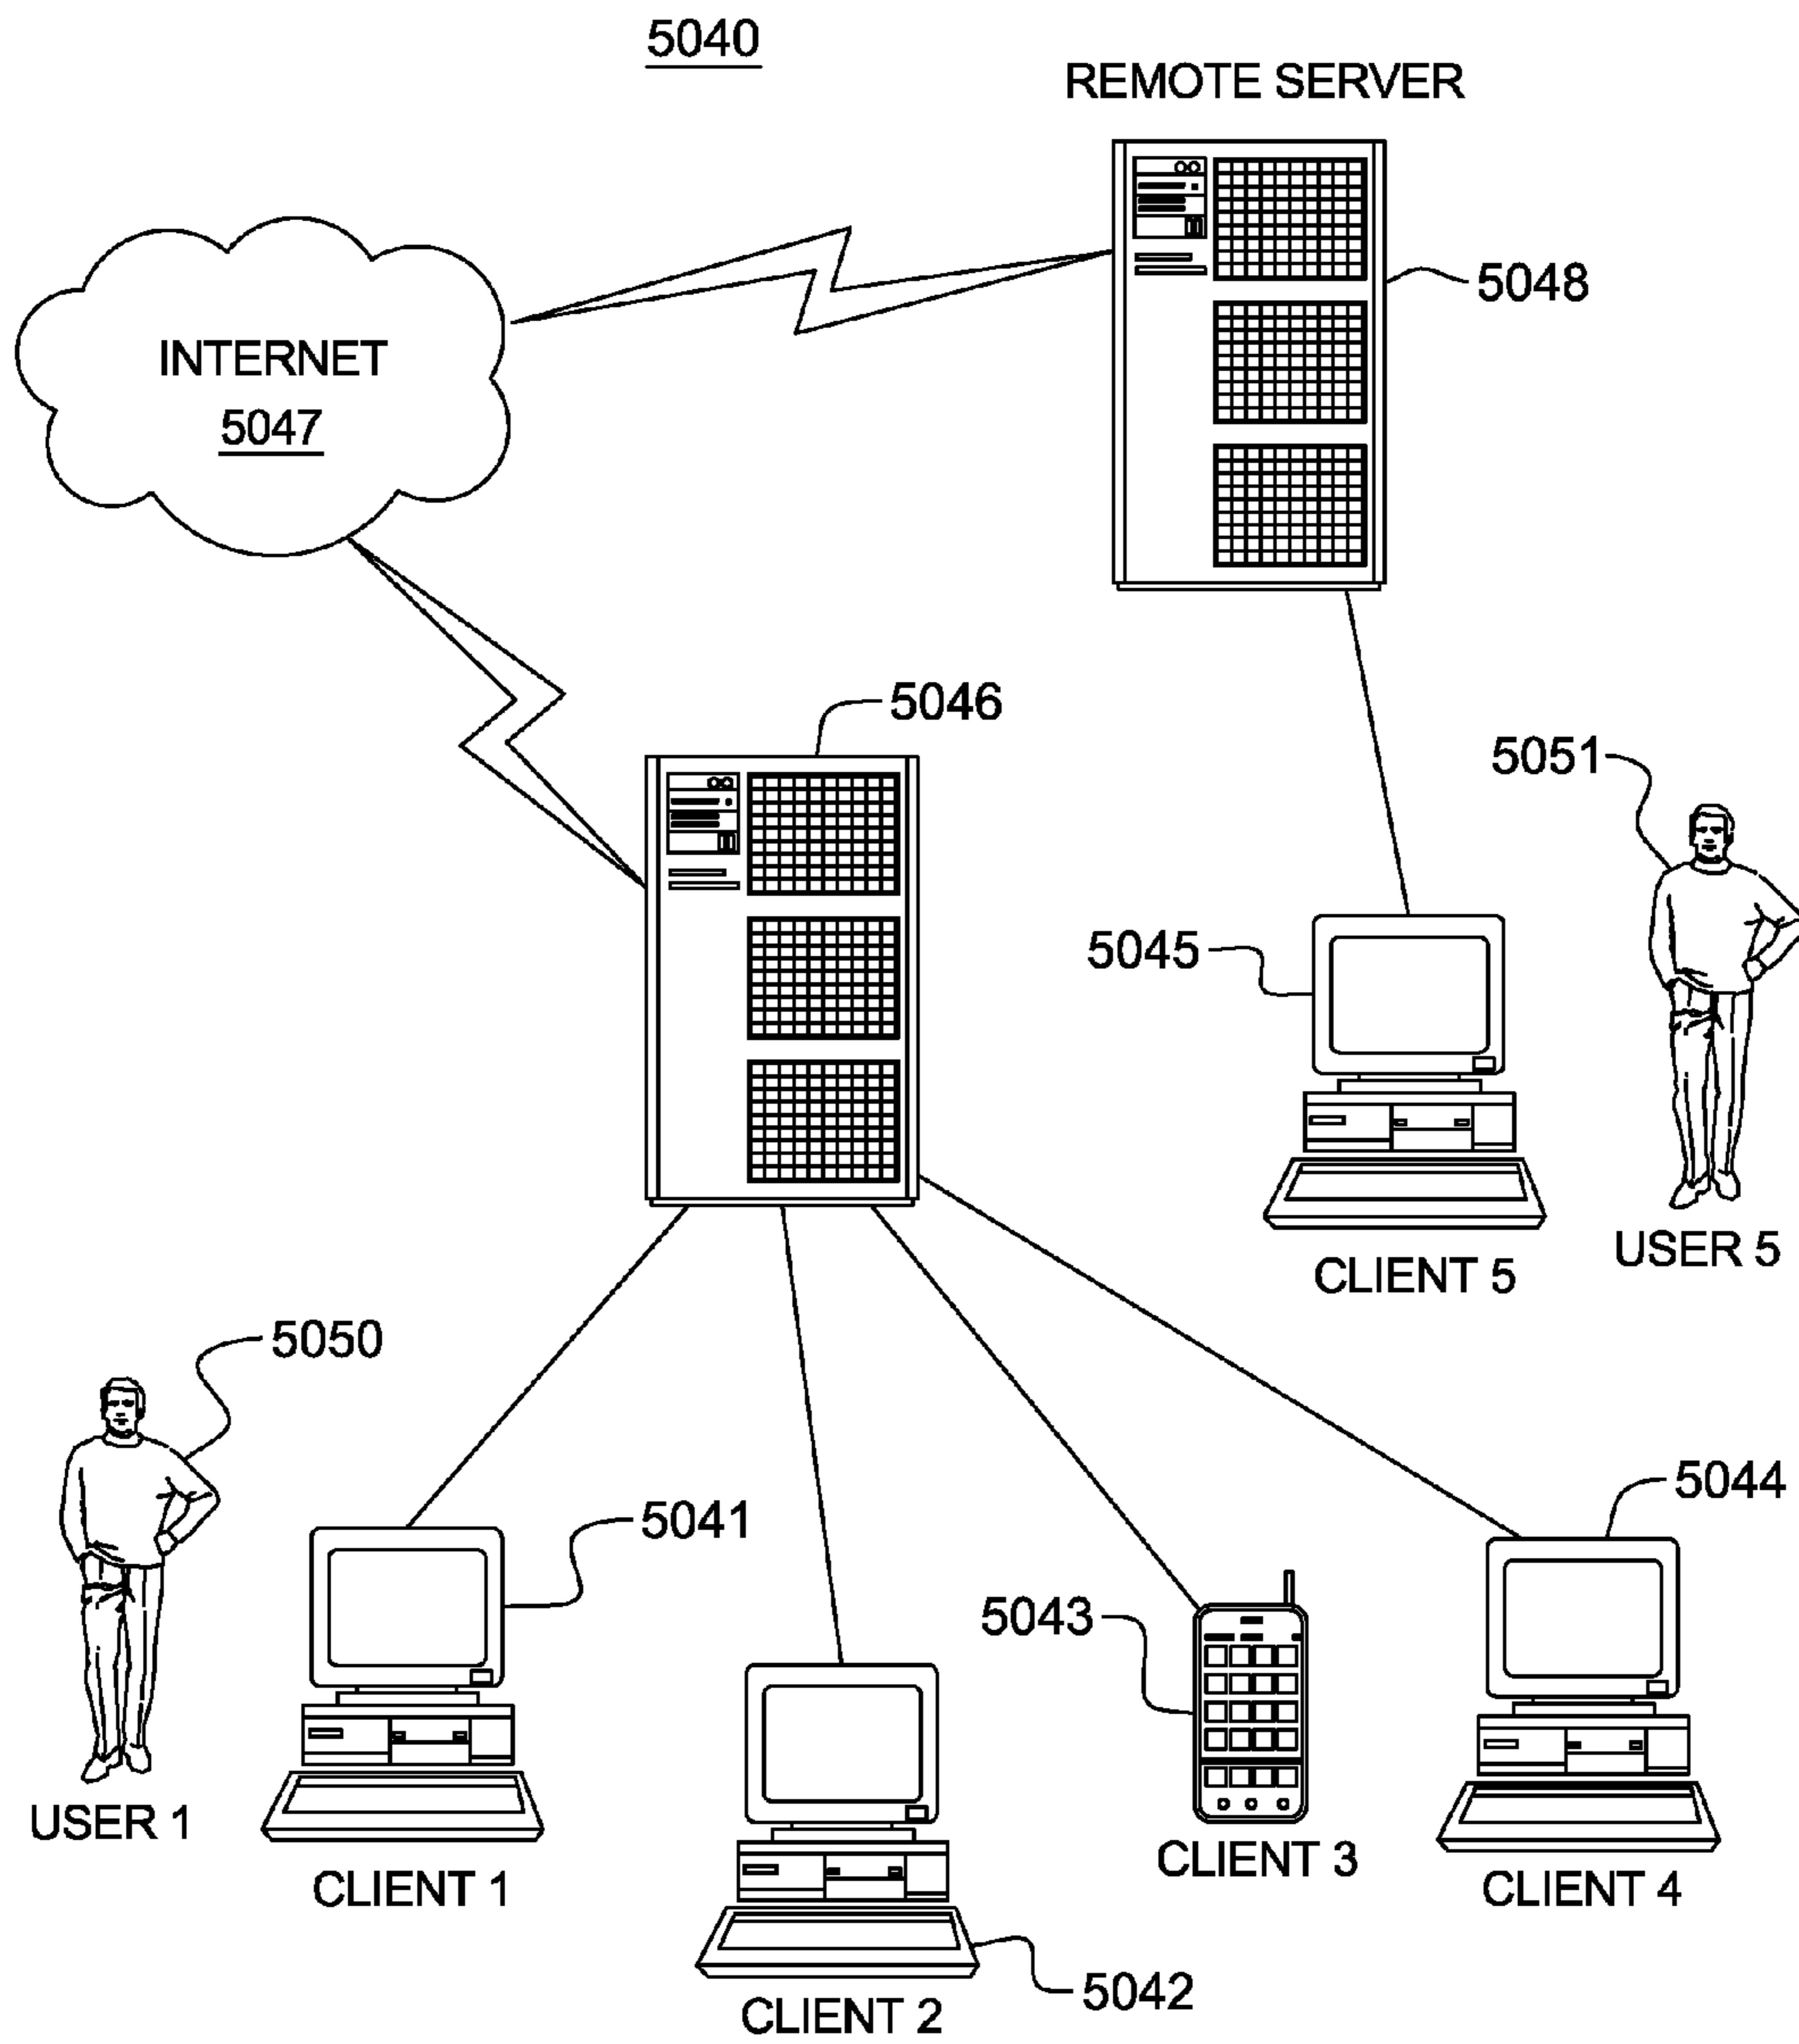 5040
REMOTE SERVER
5048
INTERNET
5047
5046
5051
5045
CLIENT 5
USER 5
5050
5041
5044
5043
USER 1
CLIENT 1
CLIENT 3
CLIENT 4
5042
CLIENT 2